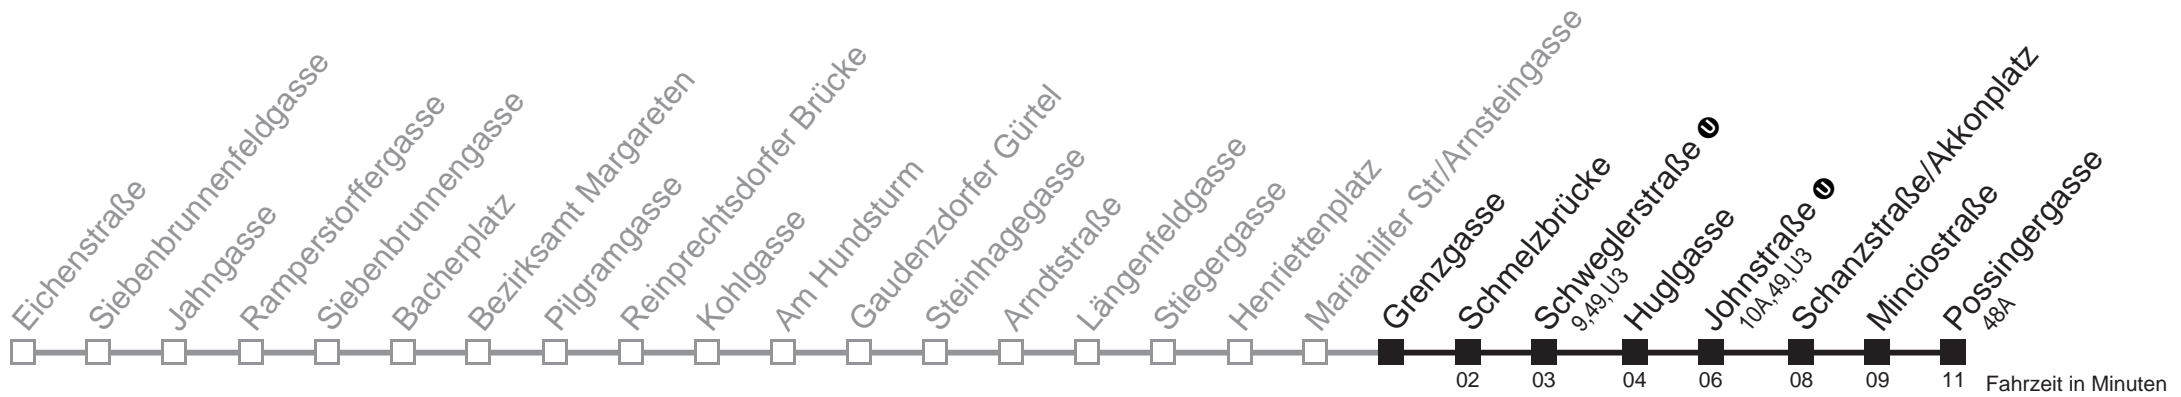 Eichenstraße
Siebenbrunnenfeldgasse
Jahngasse
Ramperstorffergasse
Siebenbrunnengasse
Bacherplatz
Bezirksamt Margareten
Pilgramgasse
Reinprechtsdorfer Brücke
Kohlgasse
Am Hundsturm
Gaudenzdorfer Gürtel
Steinhagegasse
Arndtstraße
Längenfeldgasse
Stiegergasse
Henriettenplatz
Mariahilfer Str/Arnsteingasse
Grenzgasse
Schmelzbrücke
Schweglerstraße U
9,49,U3
Huglgasse
Johnstraße U
10A,49,U3
Schanzstraße/Akkonplatz
Minciostraße
Possingergasse
48A
02 03 04 06 08 09 11 Fahrzeit in Minuten